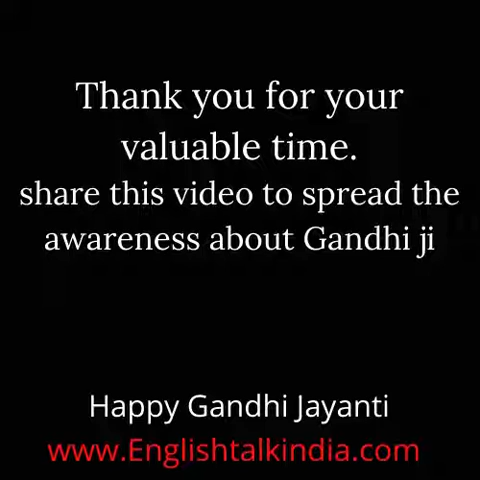 Thank you for your
valuable time.
share this video to spread the
awareness about Gandhi ji
Happy Gandhi Jayanti
www.Englishtalkindia.com